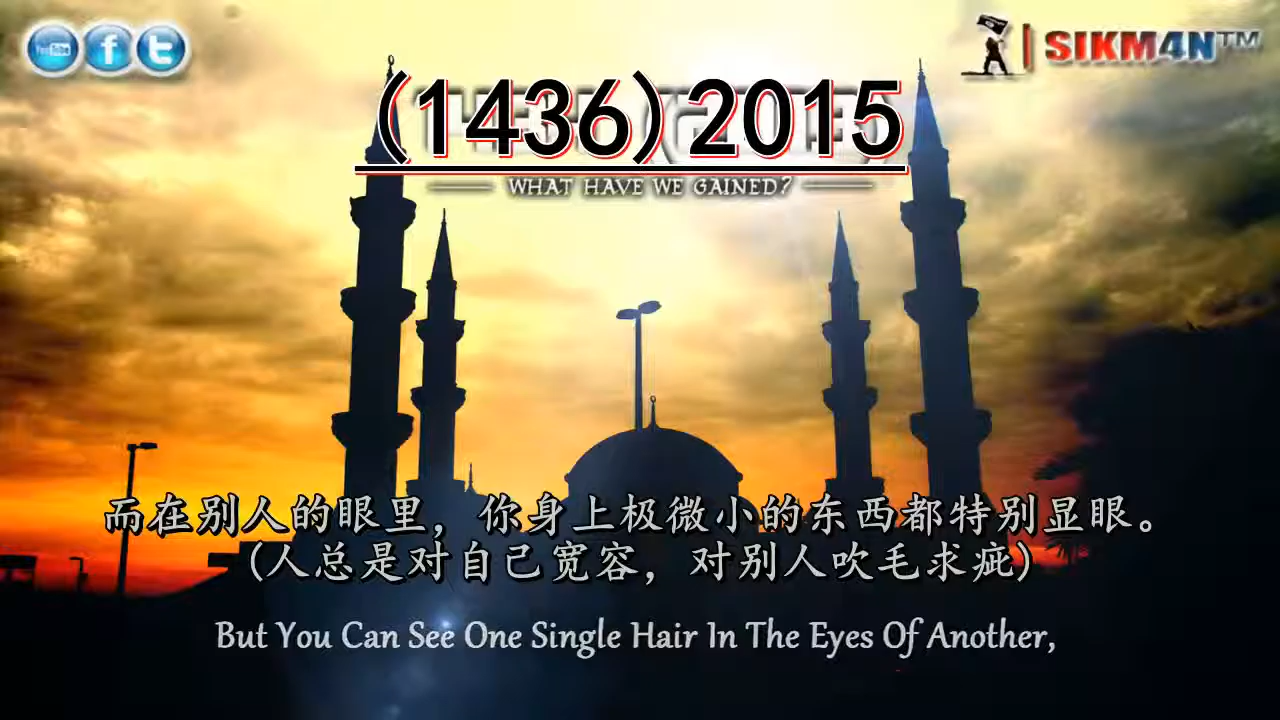 You Tube
SIKM4N™
(1436)2015
WHAT HAVE WE GAINED?
而在别人的眼里，你身上极微小的东西都特别显眼。
(人总是对自己宽容，对别人吹毛求疵)
But You Can See One Single Hair In The Eyes Of Another,